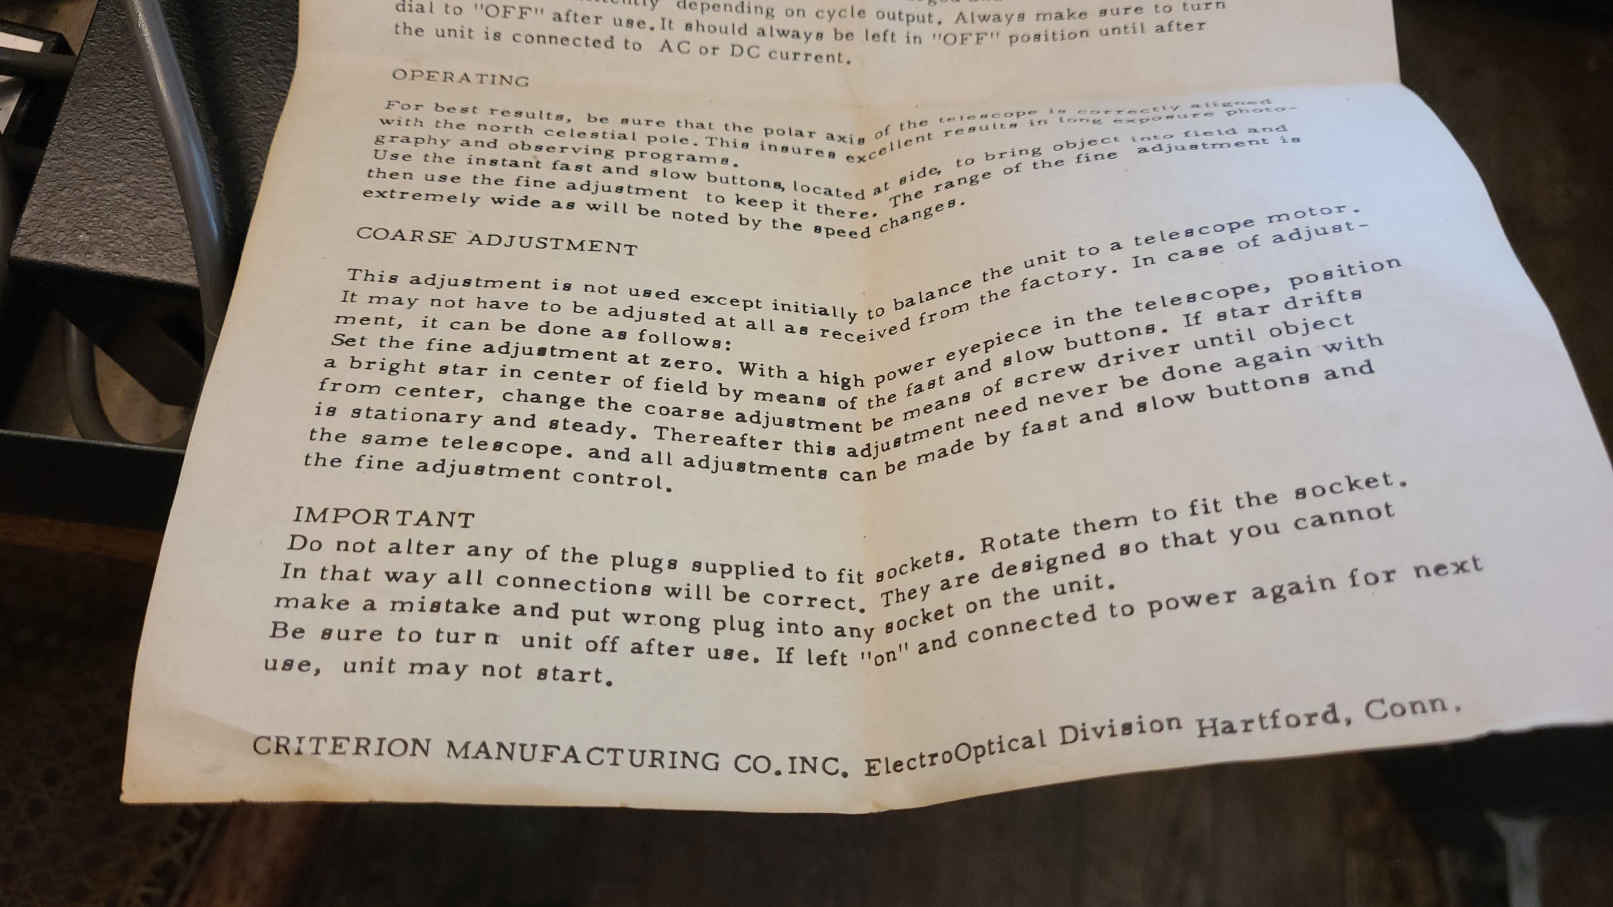 depending on cycle output. Always make sure to turn
dial to "OFF" after use.It should always be left in "OFF" position until after
the unit is connected to AC or DC current.
OPERATING
For best results, be sure that the polar axis of the telescope is correctly aligned
with the north celestial pole. This insures excellent results in long exposure photo-
graphy and observing programs.
Use the instant fast and slow buttons, located at side, to bring object into field and
then use the fine adjustment to keep it there. The range of the fine adjustment is
extremely wide as will be noted by the speed changes.
COARSE ADJUSTMENT
This adjustment is not used except initially to balance the unit to a telescope motor.
It may not have to be adjusted at all as received from the factory. In case of adjust-
ment, it can be done as follows:
Set the fine adjustment at zero. With a high power eyepiece in the telescope, position
a bright star in center of field by means of the fast and slow buttons. If star drifts
from center, change the coarse adjustment be means of screw driver until object
is stationary and steady. Thereafter this adjustment need never be done again with
the same telescope. and all adjustments can be made by fast and slow buttons and
the fine adjustment control.
IMPORTANT
Do not alter any of the plugs supplied to fit sockets. Rotate them to fit the socket.
In that way all connections will be correct. They are designed so that you cannot
make a mistake and put wrong plug into any socket on the unit.
Be sure to turn unit off after use. If left "on" and connected to power again for next
use, unit may not start.
CRITERION MANUFACTURING CO.INC. ElectroOptical Division Hartford, Conn.